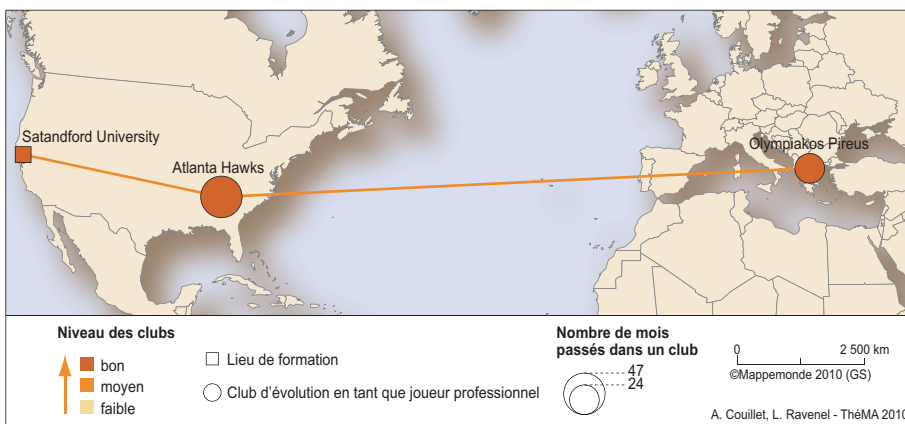 Satandford University
Atlanta Hawks
Olympiakos Pireus
Niveau des clubs
bon
moyen
faible
Lieu de formation
Club d'évolution en tant que joueur professionnel
Nombre de mois
passés dans un club
47
24
0 2 500 km
©Mappemonde 2010 (GS)
A. Couillet, L. Ravenel - ThéMA 2010